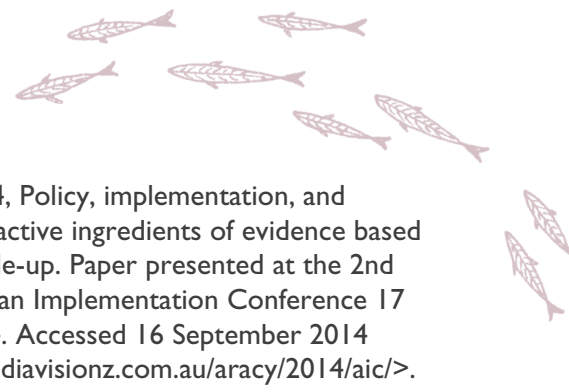 4, Policy, implementation, and
active ingredients of evidence based
le-up. Paper presented at the 2nd
an Implementation Conference 17
. Accessed 16 September 2014
diavisionz.com.au/aracy/2014/aic/>.